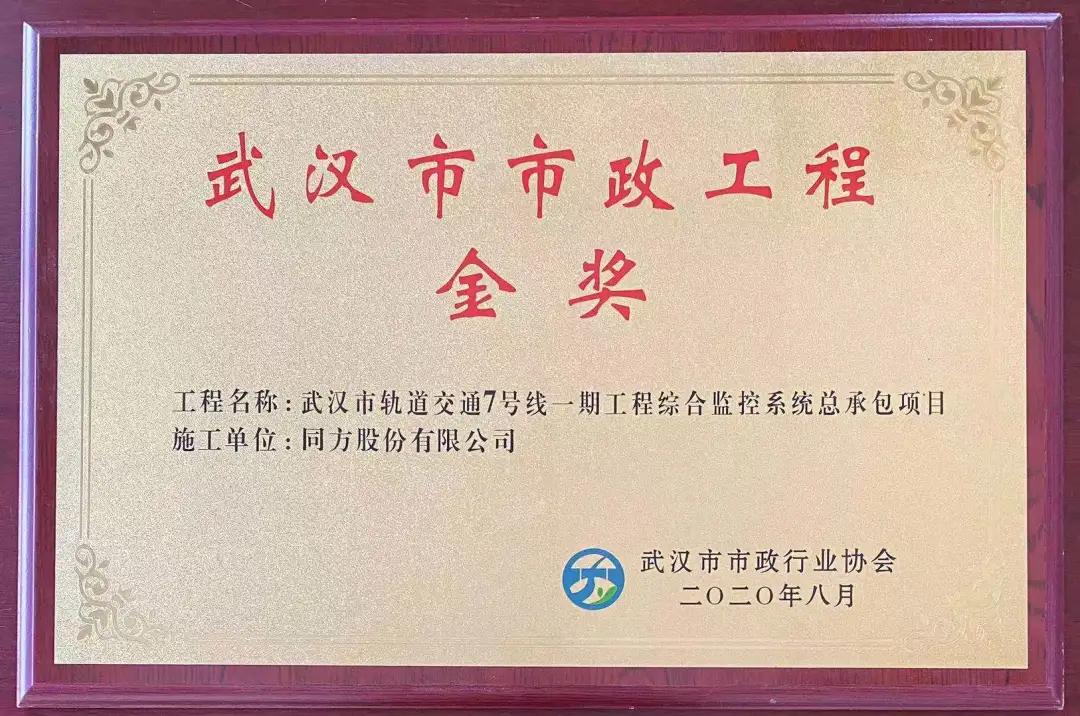 武汉市市政工程
金奖
工程名称：武汉市轨道交通7号线一期工程综合监控系统总承包项目
施工单位：同方股份有限公司
武汉市市政行业协会
二〇二〇年八月